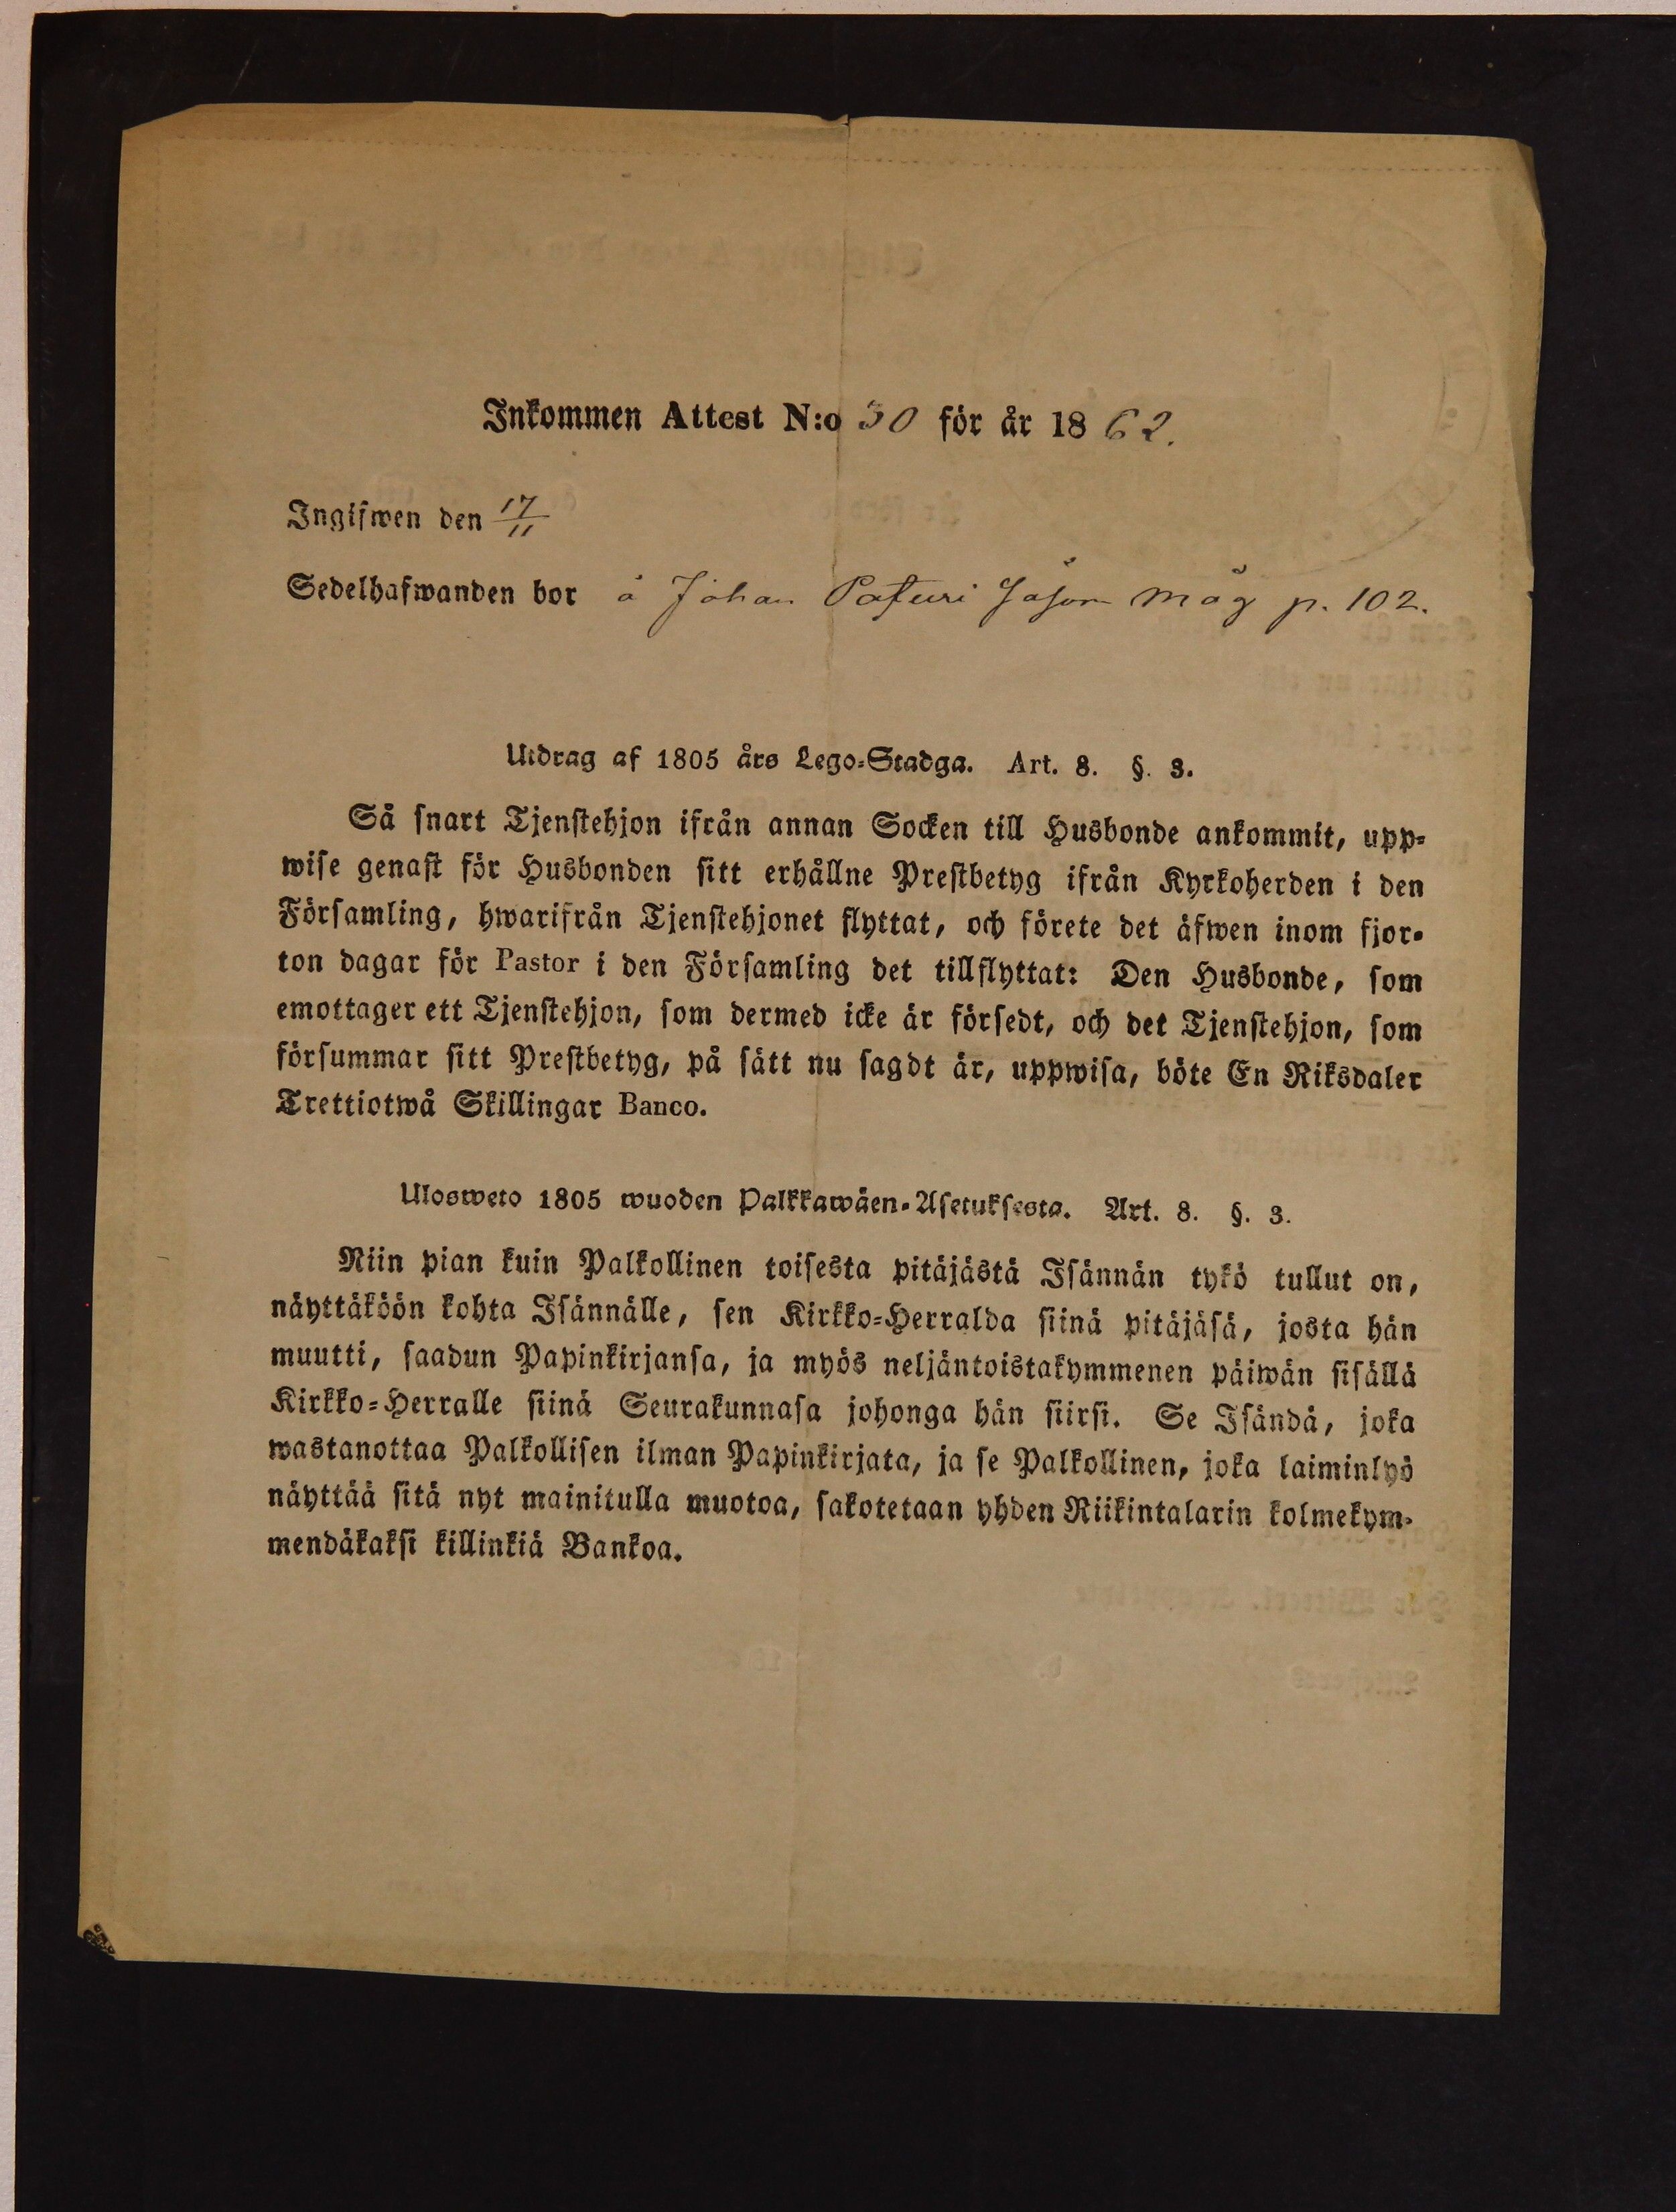 Inkommen Attest N:o 30 för år 1862.
Ingifwen den 17/11
Sedelhafwanden bor å Johan Paturi såsom måg p. 102.
Utdrag af 1805 års Lego-Stadga. Art. 8. §. 3.
Så snart Tjenstehjon ifrån annan Socken till Husbonde ankommit, upp-
wise genast för Husbonden sitt erhållne Prestbetyg ifrån Kyrkoherden i den
Församling, hwarifrån Tjenstehjonet flyttat, och förete det äfwen inom fjor-
ton dagar för Pastor i den Församling det tillflyttat: Den Husbonde, som
emottager ett Tjenstehjon, som dermed icke är försedt, och det Tjenstehjon, som
försummar sitt Prestbetyg, på sätt nu sagdt är, uppwisa, böte En Riksdaler
Trettiotwå Skillingar Banco.
Ulosweto 1805 wuoden Palkkawäen-Asetuksesta. Art. 8. §. 3.
Niin pian kuin Palkollinen toisesta pitäjästä Isännän tykö tullut on,
näyttäköön kohta Isännälle, sen Kirkko-Herralda siinä pitäjäsä, josta hän
muutti, saadun Papinkirjansa, ja myös neljäntoistakymmenen päiwän sisällä
Kirkko-Herralle siinä Seurakunnasa johonga hän siirsi. Se Isändä, joka
wastanottaa Palkollisen ilman Papinkirjata, ja se Palkollinen, joka laiminlyö
näyttää sitä nyt mainitulla muotoa, sakotetaan yhden Riikintalarin kolmekym-
mendäkaksi killinkiä Bankoa.